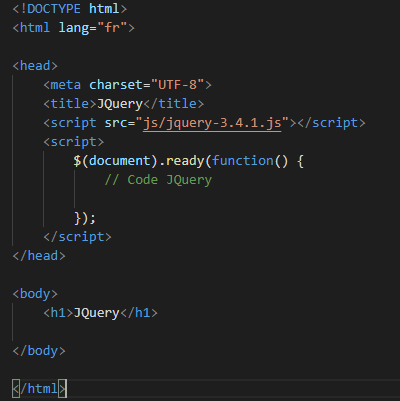 <!DOCTYPE html>
<html lang="fr">
<head>
<meta charset="UTF-8">
<title>JQuery</title>
<script src="js/jquery-3.4.1.js"></script>
<script>
$(document).ready(function() {
// Code JQuery
});
</script>
</head>
<body>
<h1>JQuery</h1>
</body>
</html>